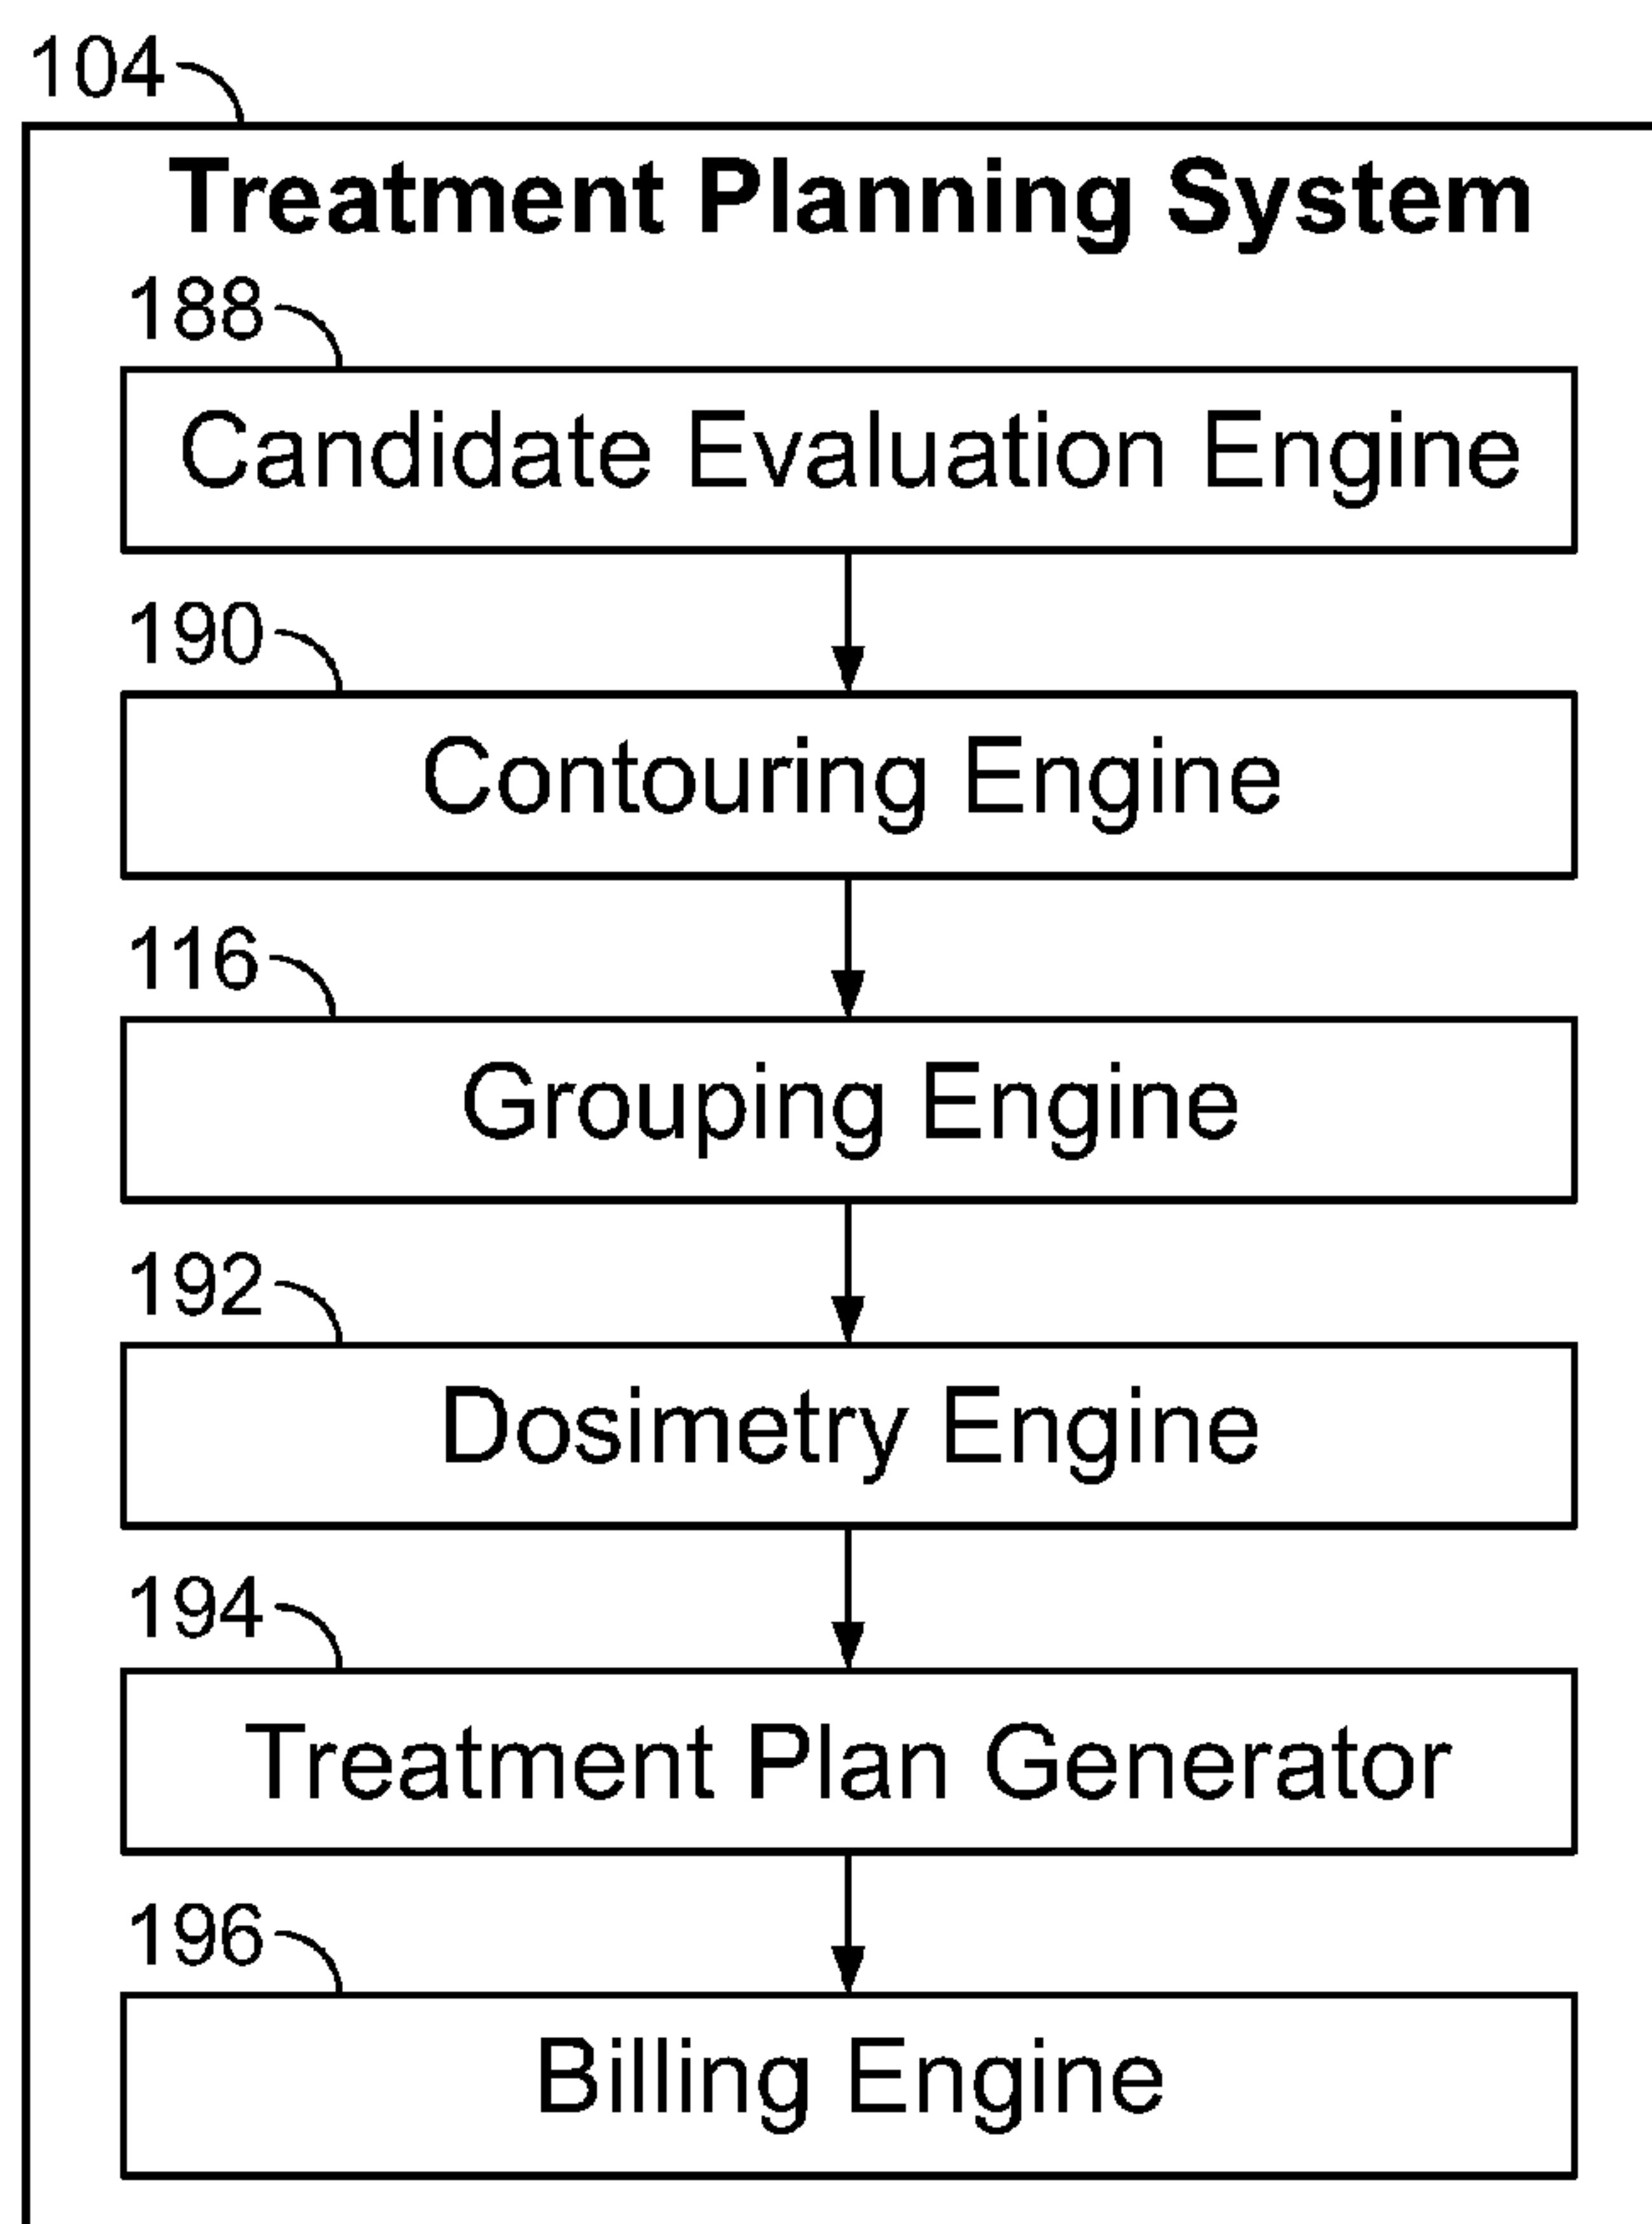 104
Treatment Planning System
188
Candidate Evaluation Engine
190
Contouring Engine
116
Grouping Engine
192
Dosimetry Engine
194
Treatment Plan Generator
196
Billing Engine